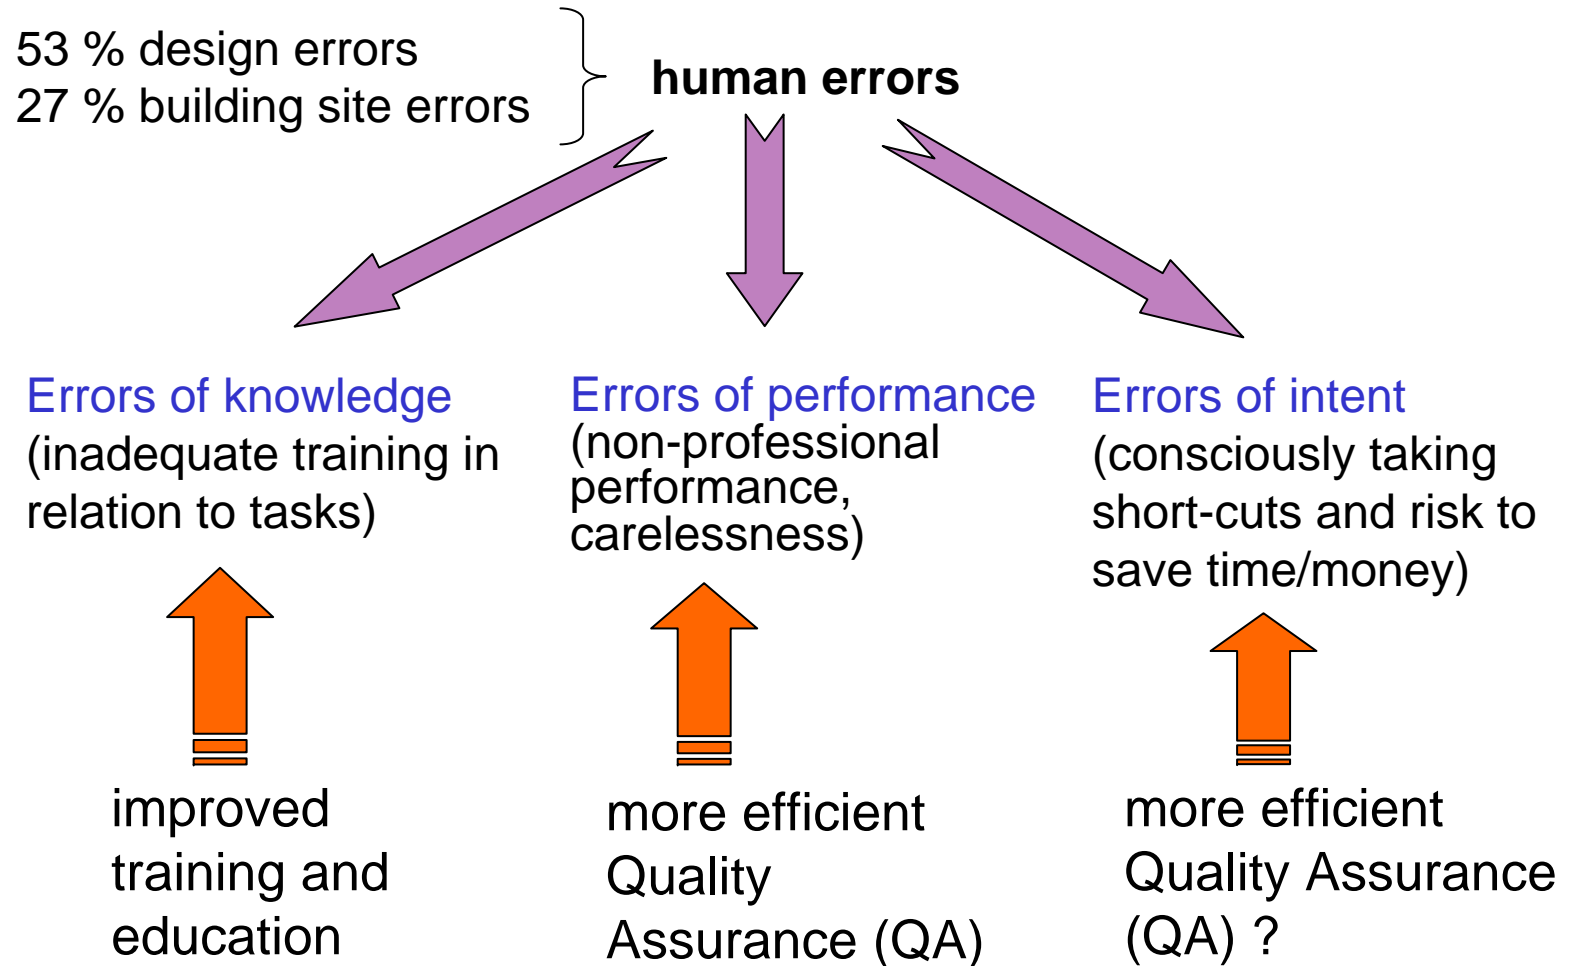 53 % design errors
27 % building site errors
human errors
Errors of knowledge
(inadequate training in
relation to tasks)
Errors of performance
(non-professional
performance,
carelessness)
Errors of intent
(consciously taking
short-cuts and risk to
save time/money)
improved
training and
education
more efficient
Quality
Assurance (QA)
more efficient
Quality Assurance
(QA) ?